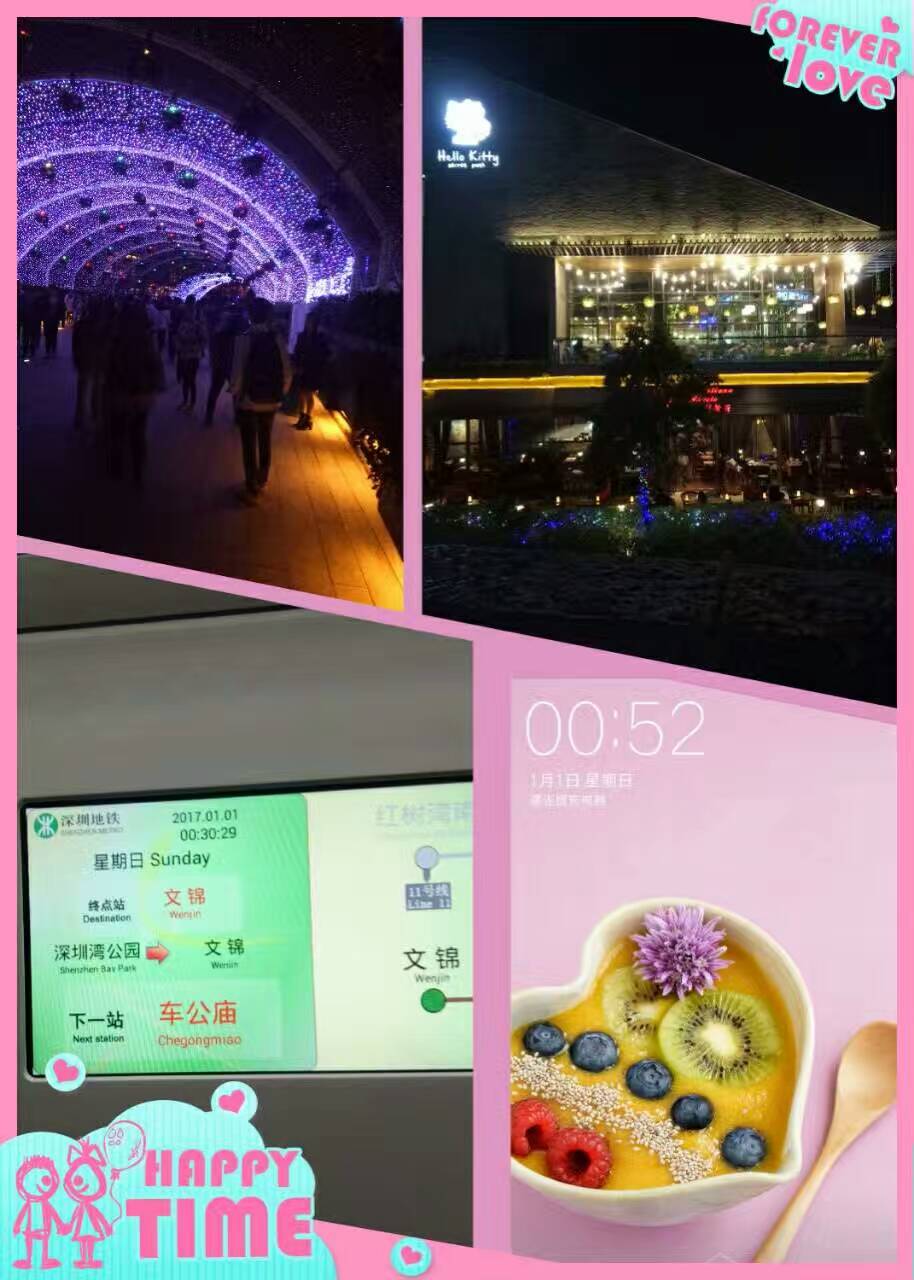 FOREVER
love
Hello Kitty
深圳地铁
SHENZHEN METRO
2017.01.01
00:30:29
星期日 Sunday
终点站
Destination
文锦
Wenjin
深圳湾公园
Shenzhen Bay Park
文锦
Wenjin
下一站
Next station
车公庙
Chegongmiao
红树湾南
11号线
Line 11
文锦
Wenjin
00:52
1月1日 星期日
HAPPY
TIME